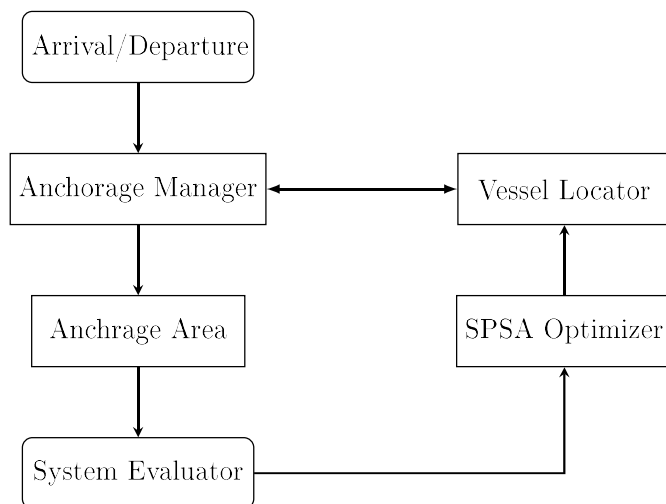 Arrival/Departure
Anchorage Manager
Vessel Locator
Anchrage Area
SPSA Optimizer
System Evaluator